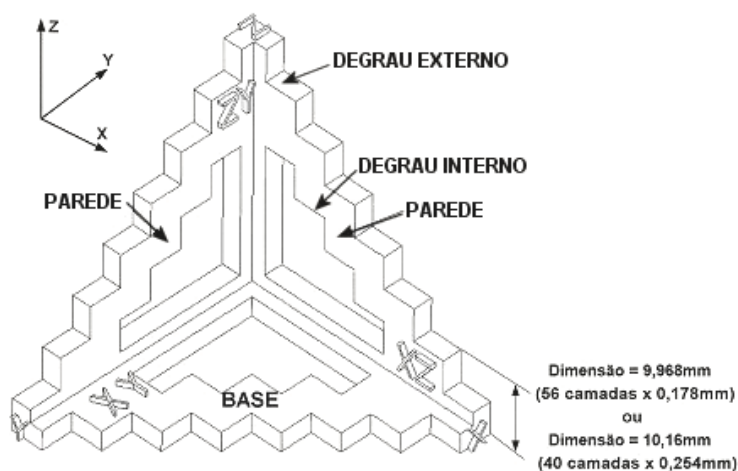 Z
Z
Y
X
DEGRAU EXTERNO
ZY
DEGRAU INTERNO
PAREDE
PAREDE
XZ
Dimensão = 9,968mm
(56 camadas x 0,178mm)
ou
Dimensão = 10,16mm
(40 camadas x 0,254mm)
XY
BASE
Y
X